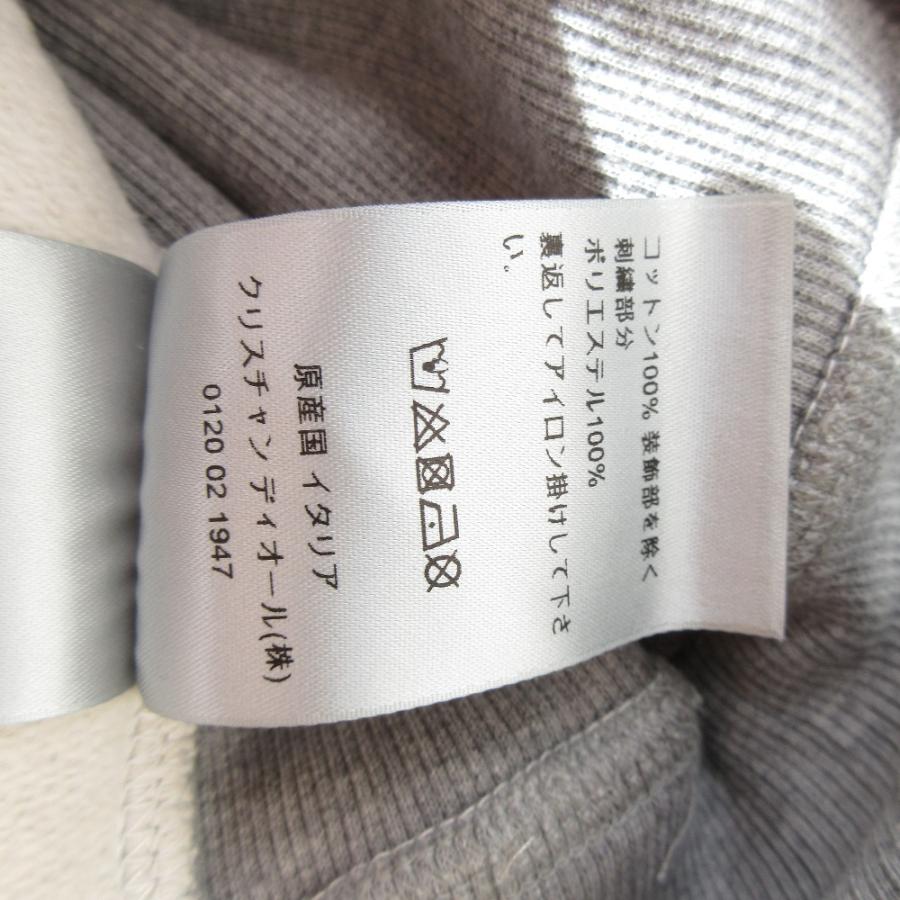 コットン100% 装飾部を除く
刺繍部分
ポリエステル100%
裏返してアイロン掛けして下さ
い。
原産国 イタリア
クリスチャン ディオール(株)
0120 02 1947